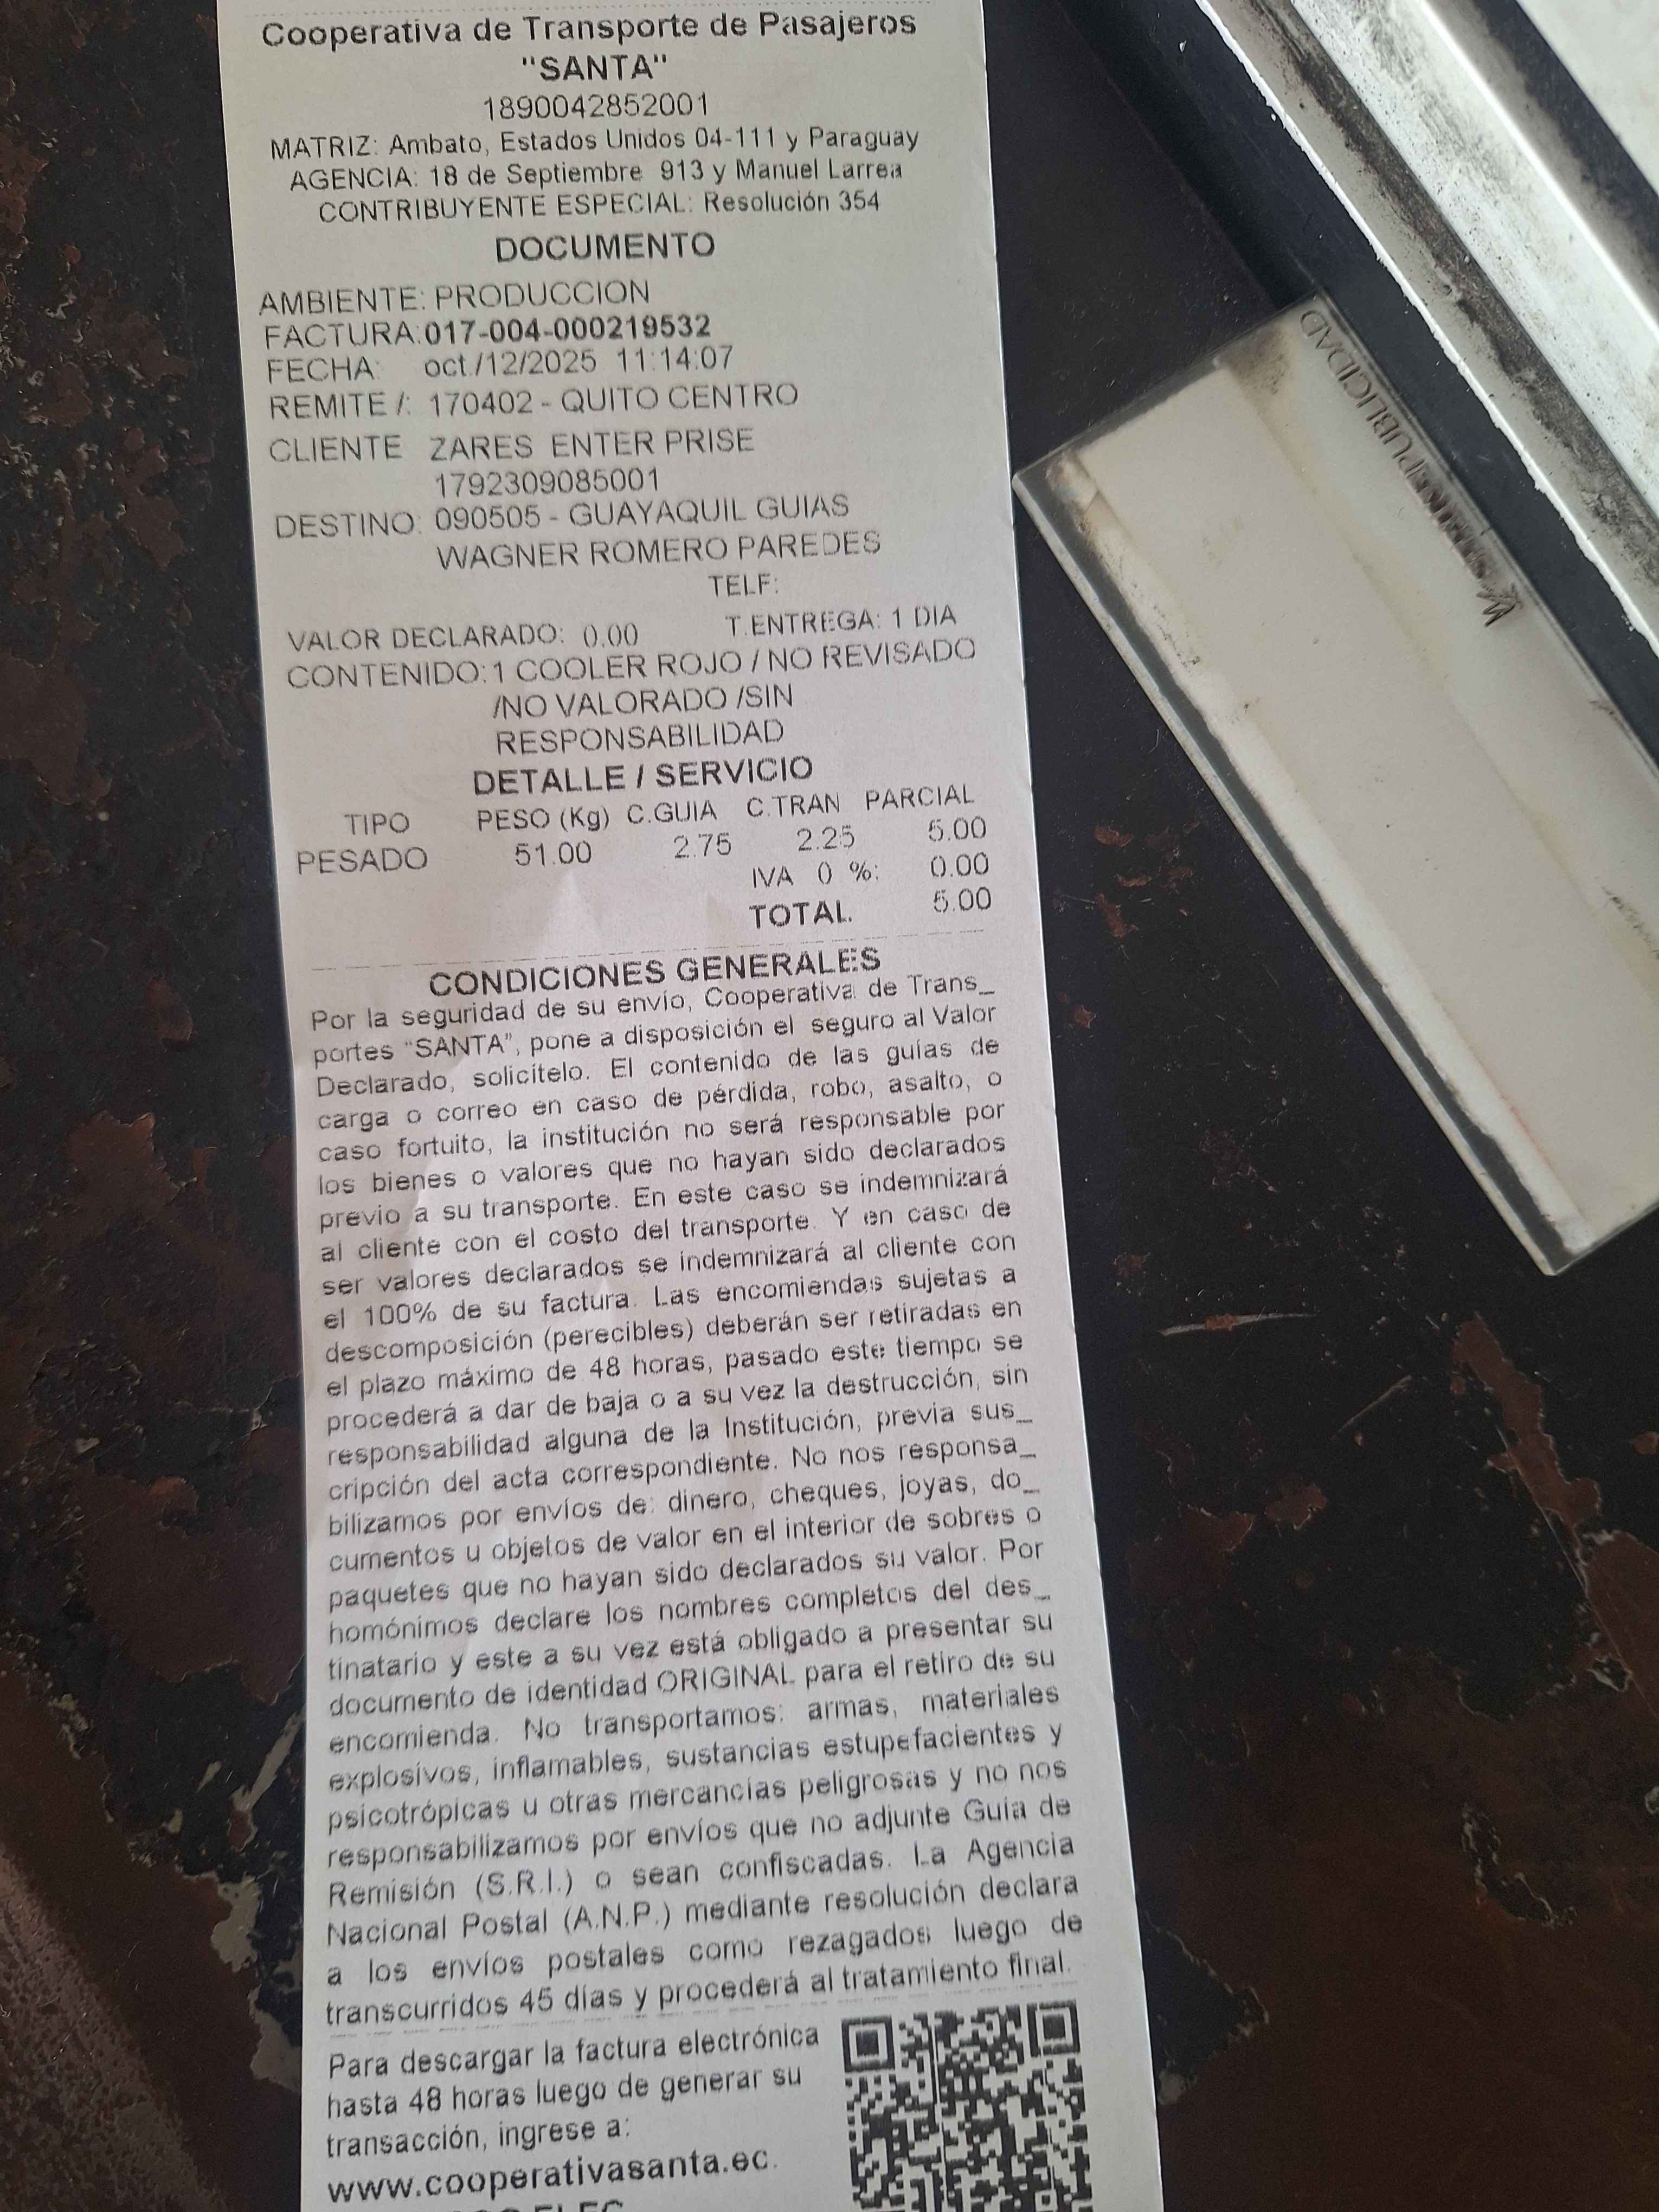 Cooperativa de Transporte de Pasajeros
"SANTA"
1890042852001
MATRIZ: Ambato, Estados Unidos 04-111 y Paraguay
AGENCIA: 18 de Septiembre 913 y Manuel Larrea
CONTRIBUYENTE ESPECIAL: Resolución 354
DOCUMENTO
AMBIENTE: PRODUCCION
FACTURA:017-004-000219532
FECHA: oct./12/2025 11:14:07
REMITE /: 170402 - QUITO CENTRO
CLIENTE ZARES ENTER PRISE
1792309085001
DESTINO: 090505 - GUAYAQUIL GUIAS
WAGNER ROMERO PAREDES
TELF:
VALOR DECLARADO: 0.00 T.ENTREGA: 1 DIA
CONTENIDO:1 COOLER ROJO / NO REVISADO
/NO VALORADO /SIN
RESPONSABILIDAD
DETALLE / SERVICIO
TIPO PESO (Kg) C.GUIA C.TRAN PARCIAL
PESADO 51.00 2.75 2.25 5.00
IVA 0 %: 0.00
TOTAL. 5.00
CONDICIONES GENERALES
Por la seguridad de su envío, Cooperativa de Trans_
portes "SANTA", pone a disposición el seguro al Valor
Declarado, solicítelo. El contenido de las guías de
carga o correo en caso de pérdida, robo, asalto, o
caso fortuito, la institución no será responsable por
los bienes o valores que no hayan sido declarados
previo a su transporte. En este caso se indemnizará
al cliente con el costo del transporte. Y en caso de
ser valores declarados se indemnizará al cliente con
el 100% de su factura. Las encomiendas sujetas a
descomposición (perecibles) deberán ser retiradas en
el plazo máximo de 48 horas, pasado este tiempo se
procederá a dar de baja o a su vez la destrucción, sin
responsabilidad alguna de la Institución, previa sus_
cripción del acta correspondiente. No nos responsa_
bilizamos por envíos de: dinero, cheques, joyas, do_
cumentos u objetos de valor en el interior de sobres o
paquetes que no hayan sido declarados su valor. Por
homónimos declare los nombres completos del des_
tinatario y este a su vez está obligado a presentar su
documento de identidad ORIGINAL para el retiro de su
encomienda. No transportamos: armas, materiales
explosivos, inflamables, sustancias estupefacientes y
psicotrópicas u otras mercancías peligrosas y no nos
responsabilizamos por envíos que no adjunte Guía de
Remisión (S.R.I.) o sean confiscadas. La Agencia
Nacional Postal (A.N.P.) mediante resolución declara
a los envíos postales como rezagados luego de
transcurridos 45 días y procederá al tratamiento final.
Para descargar la factura electrónica
hasta 48 horas luego de generar su
transacción, ingrese a:
www.cooperativasanta.ec.
PUBLICIDAD